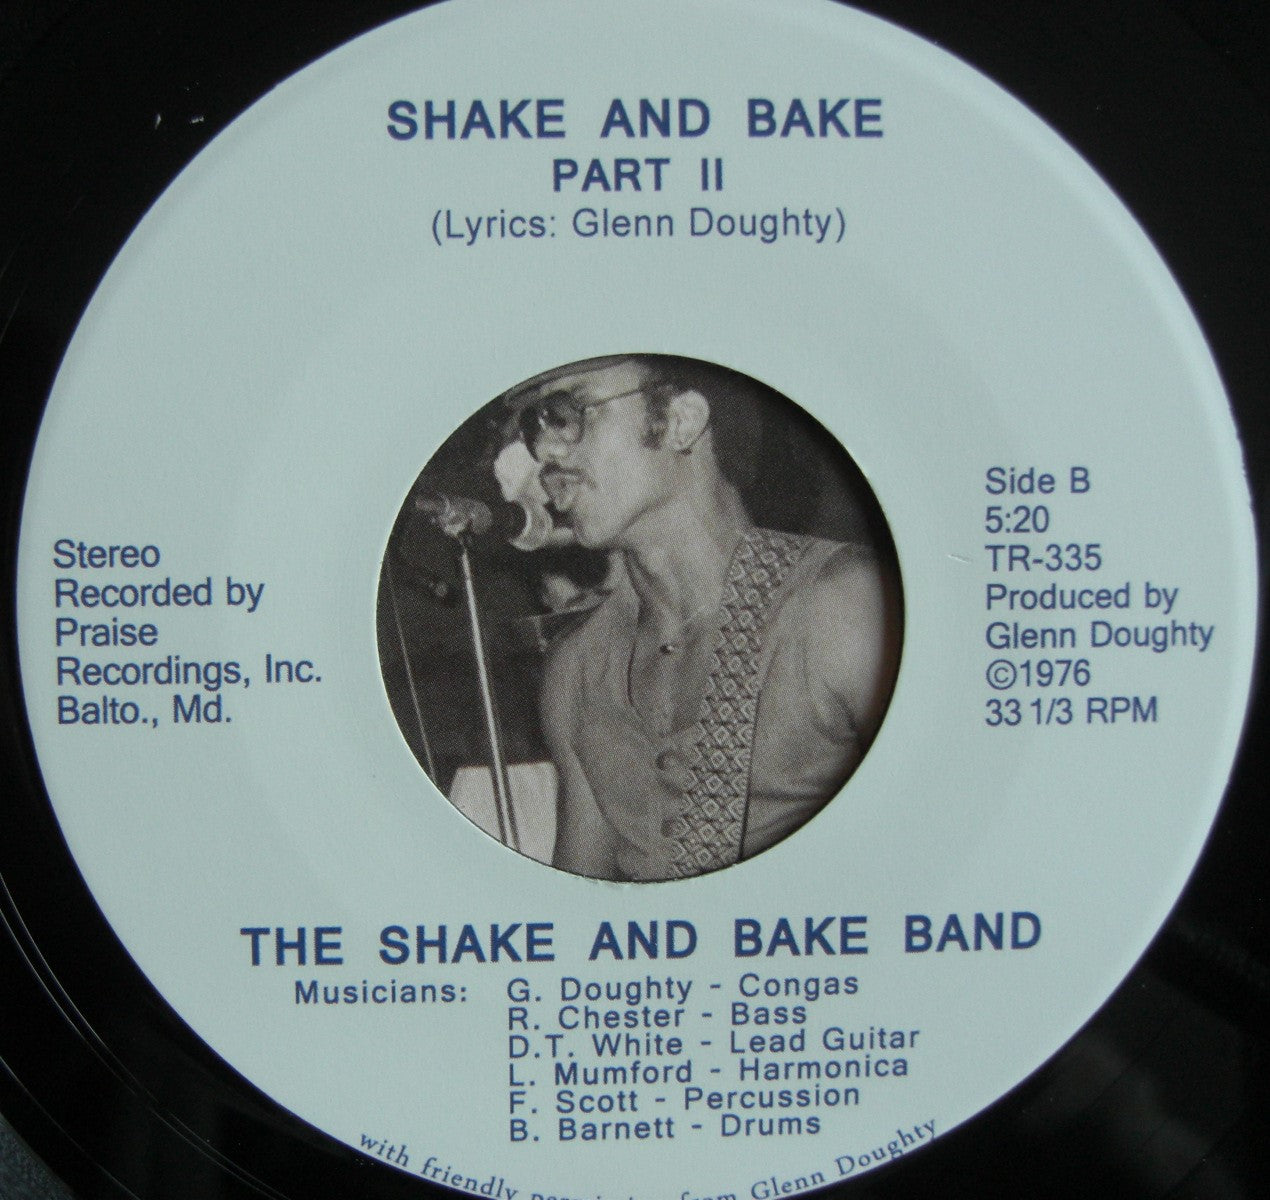 SHAKE AND BAKE
PART II
(Lyrics: Glenn Doughty)
Stereo
Recorded by
Praise
Recordings, Inc.
Balto., Md.
Side B
5:20
TR-335
Produced by
Glenn Doughty
©1976
33 1/3 RPM
THE SHAKE AND BAKE BAND
Musicians: G. Doughty - Congas
R. Chester - Bass
D.T. White - Lead Guitar
L. Mumford - Harmonica
F. Scott - Percussion
B. Barnett - Drums
with friendly from Glenn Doughty